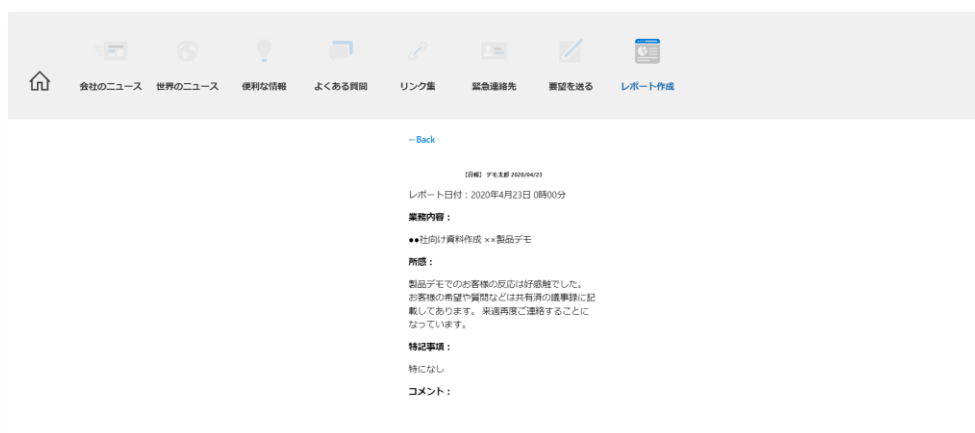 会社のニュース 世界のニュース 便利な情報 よくある質問 リンク集 緊急連絡先 要望を送る レポート作成
←Back
【日報】 デモ太郎 2020/04/23
レポート日付：2020年4月23日 0時00分
業務内容：
●●社向け資料作成 ××製品デモ
所感：
製品デモでのお客様の反応は好感触でした。
お客様の希望や質問などは共有済の議事録に記
載してあります。 来週再度ご連絡することに
なっています。
特記事項：
特になし
コメント：